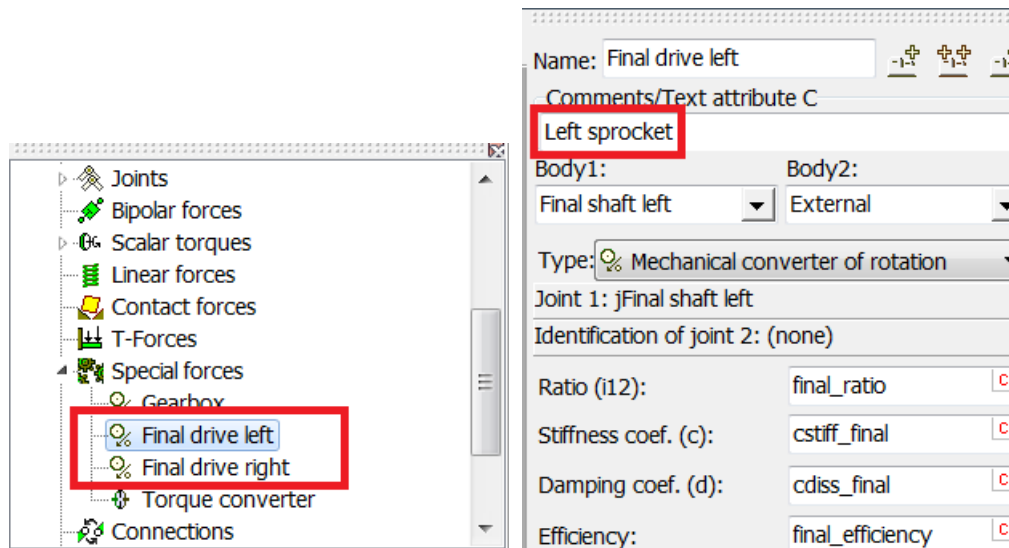 Joints
Bipolar forces
Scalar torques
Linear forces
Contact forces
T-Forces
Special forces
Gearbox
Final drive left
Final drive right
Torque converter
Connections
Name: Final drive left
Comments/Text attribute C
Left sprocket
Body1: Body2:
Final shaft left External
Type: Mechanical converter of rotation
Joint 1: jFinal shaft left
Identification of joint 2: (none)
Ratio (i12): final_ratio C
Stiffness coef. (c): cstiff_final C
Damping coef. (d): cdiss_final C
Efficiency: final_efficiency C